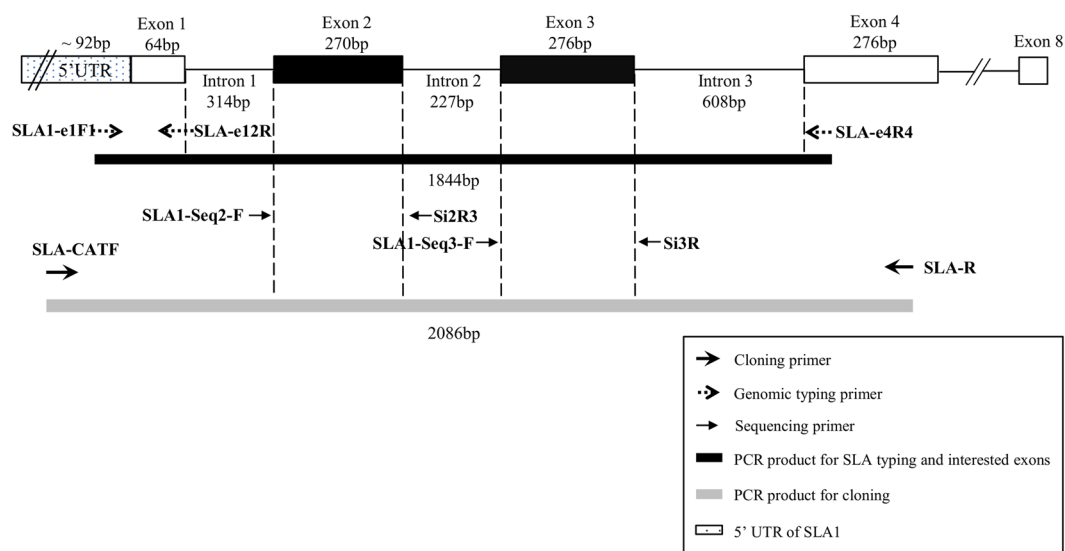 Exon 1
Exon 2
Exon 3
Exon 4
~ 92bp
64bp
270bp
276bp
276bp
Exon 8
5'UTR
Intron 1
Intron 2
Intron 3
314bp
227bp
608bp
SLA1-e1F1
SLA-e12R
SLA-e4R4
1844bp
SLA1-Seq2-F
Si2R3
SLA1-Seq3-F
Si3R
SLA-CATF
SLA-R
2086bp
Cloning primer
Genomic typing primer
Sequencing primer
PCR product for SLA typing and interested exons
PCR product for cloning
5' UTR of SLA1